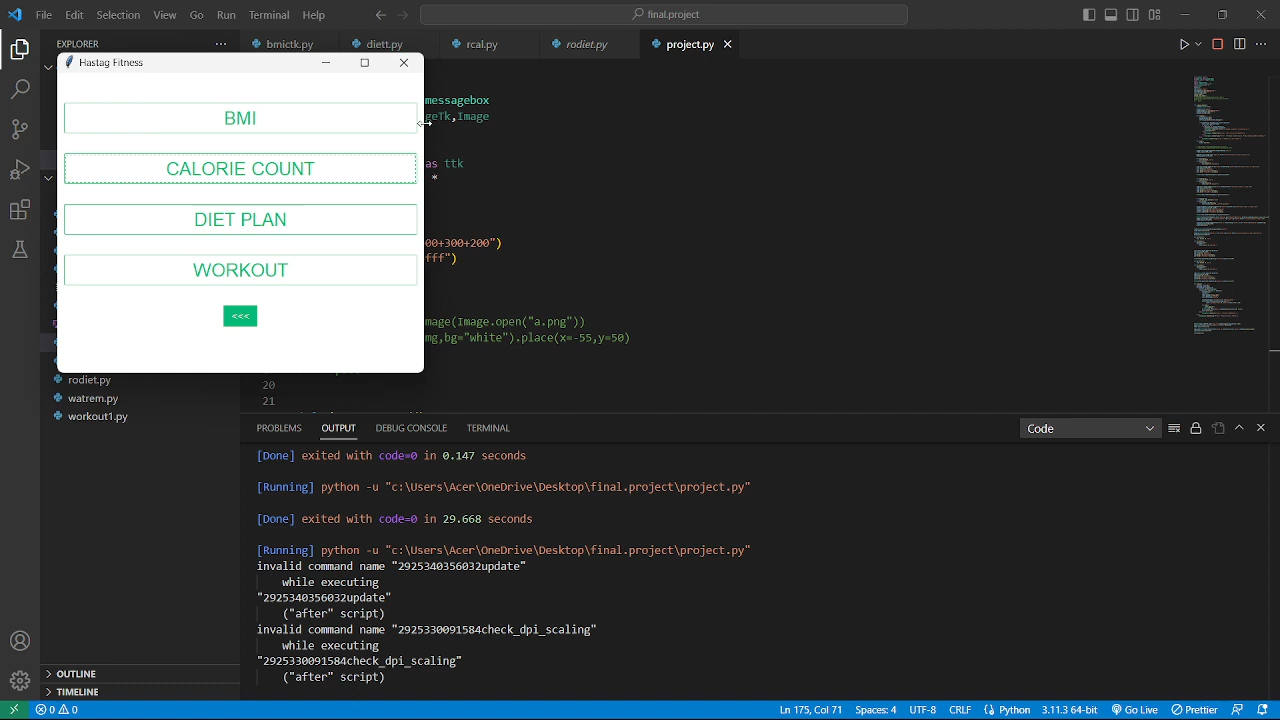 File Edit Selection View Go Run Terminal Help
final.project
EXPLORER
bmictk.py
diett.py
rcal.py
rodiet.py
project.py
Hastag Fitness
BMI
CALORIE COUNT
DIET PLAN
WORKOUT
<<<
messagebox
geTk,Image
as ttk
*
00+300+200")
fff")
mage(Image.open("a.png"))
mg,bg="white").place(x=-55,y=50)
20
21
rodiet.py
watrem.py
workout1.py
PROBLEMS OUTPUT DEBUG CONSOLE TERMINAL
Code
[Done] exited with code=0 in 0.147 seconds
[Running] python -u "c:\Users\Acer\OneDrive\Desktop\final.project\project.py"
[Done] exited with code=0 in 29.668 seconds
[Running] python -u "c:\Users\Acer\OneDrive\Desktop\final.project\project.py"
invalid command name "2925340356032update"
while executing
"2925340356032update"
("after" script)
invalid command name "2925330091584check_dpi_scaling"
while executing
"2925330091584check_dpi_scaling"
("after" script)
OUTLINE
TIMELINE
0 0
Ln 175, Col 71 Spaces: 4 UTF-8 CRLF Python 3.11.3 64-bit Go Live Prettier